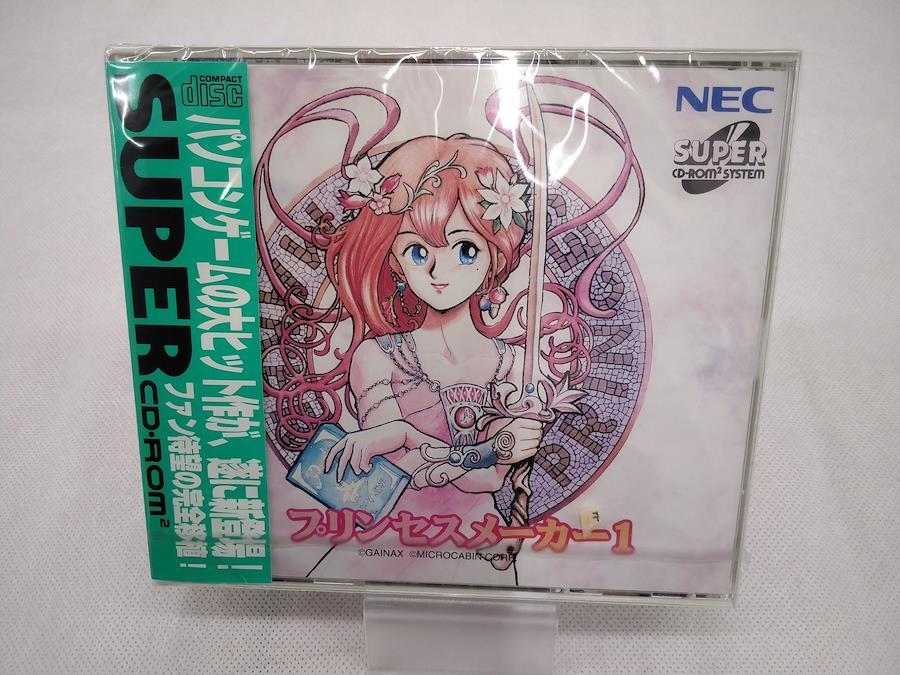 COMPACT
disc
SUPER CD-ROM²
パソコンゲームの大ヒット作が、遂に新登場!
ファン待望の完全移植!
NEC
SUPER
CD-ROM² SYSTEM
プリンセスメーカー1
©GAINAX ©MICROCABIN CORP.